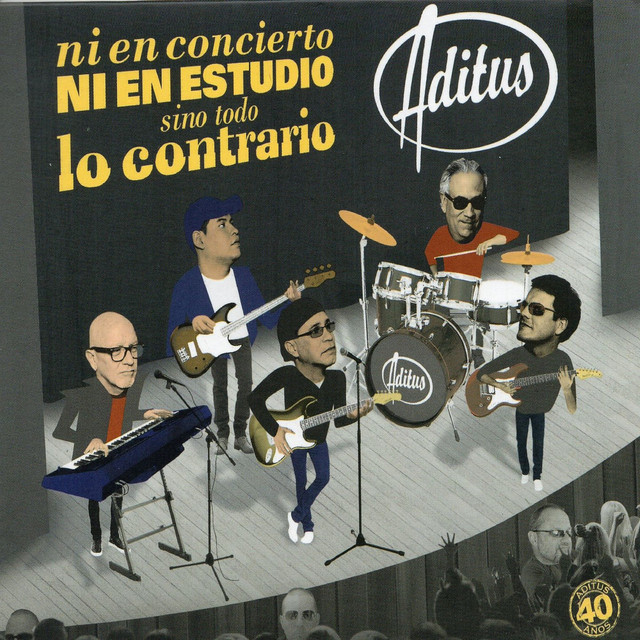 ni en concierto
NI EN ESTUDIO
sino todo
lo contrario
Aditus
Aditus
ADITUS
40
AÑOS